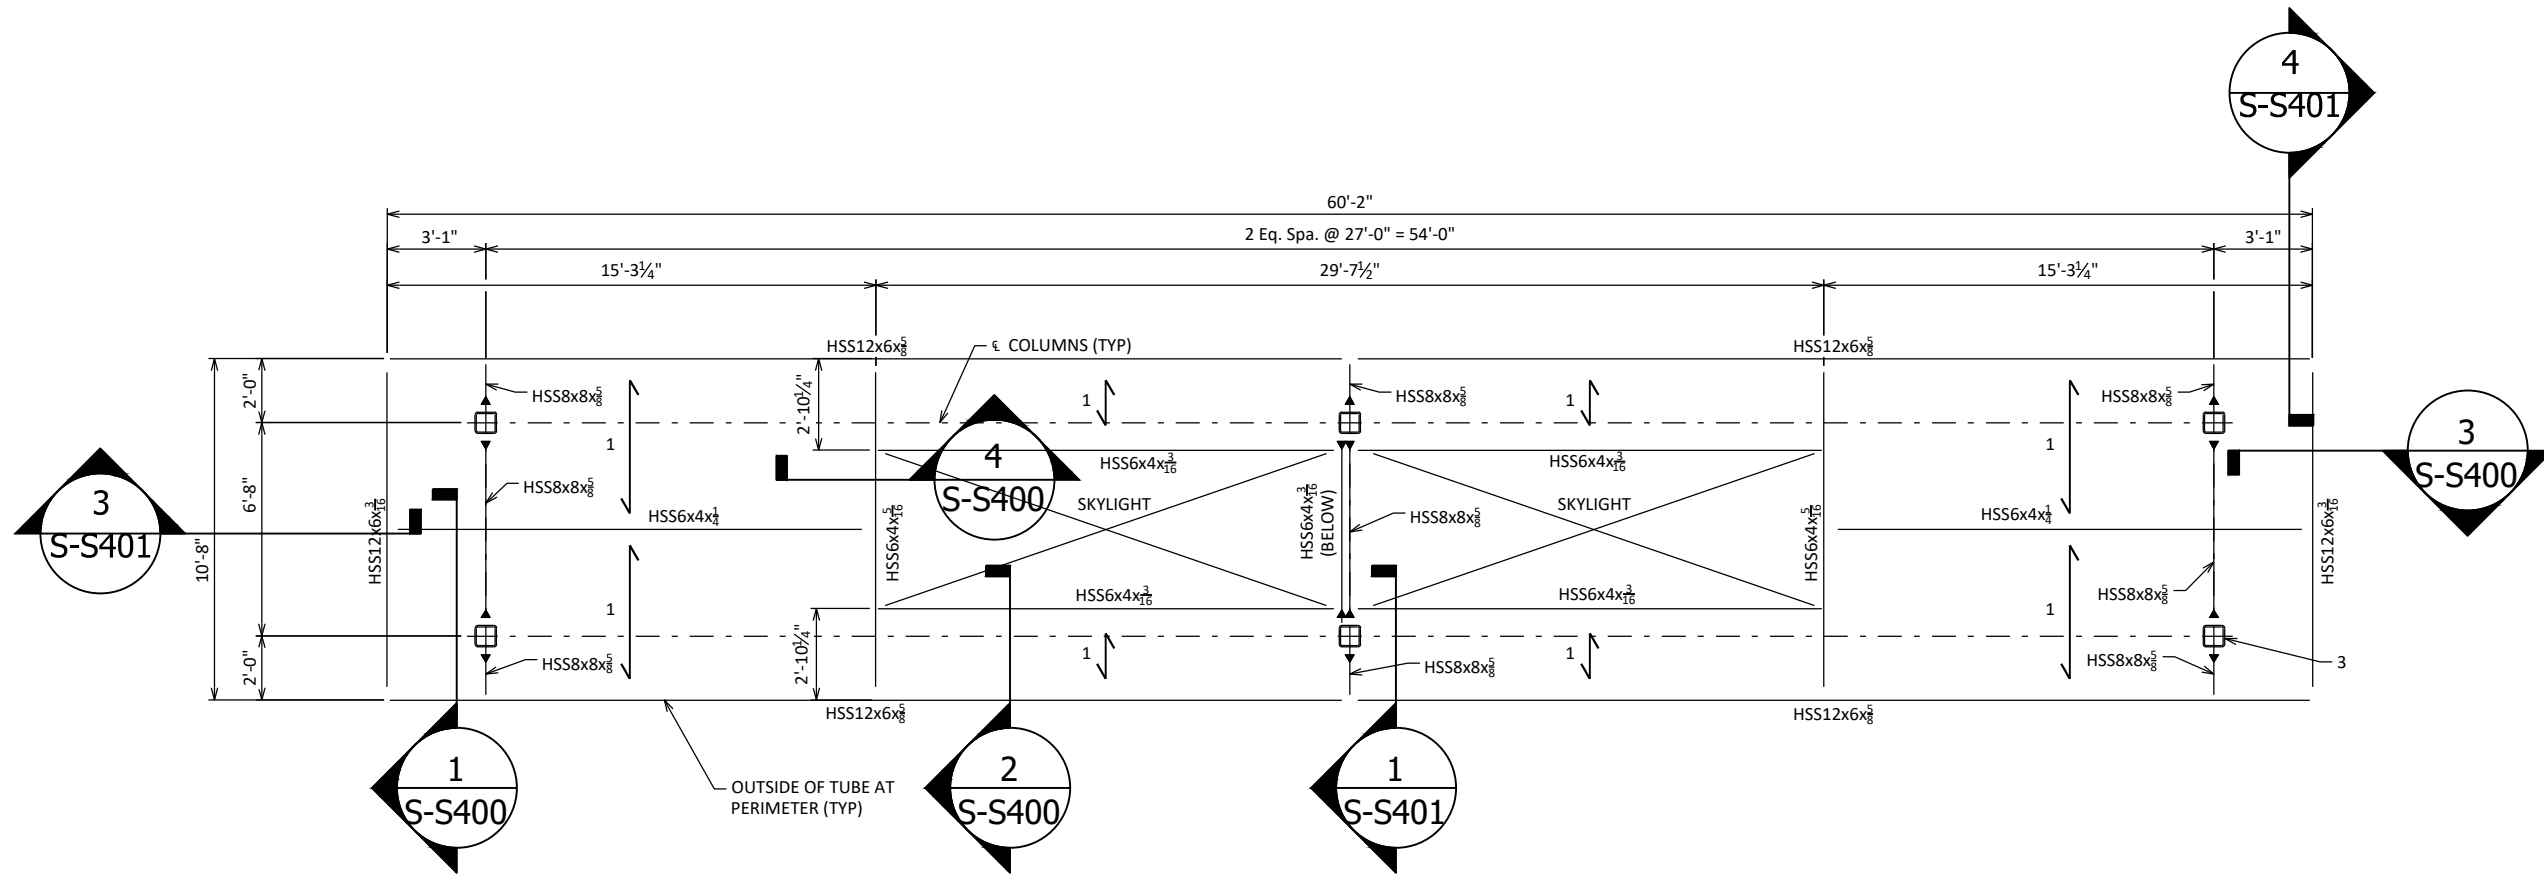 4
S-S401
60'-2"
3'-1"
2 Eq. Spa. @ 27'-0" = 54'-0"
3'-1"
15'-3¼"
29'-7½"
15'-3¼"
HSS12x6x⅝
℄ COLUMNS (TYP)
HSS12x6x⅝
2'-0"
2'-10¼"
HSS8x8x⅝
1
1
HSS8x8x⅝
1
HSS8x8x⅝
1
1
4
S-S400
HSS6x4x3/16
HSS6x4x3/16
3
S-S400
3
S-S401
6'-8"
10'-8"
HSS12x6x3/16
HSS8x8x⅝
HSS6x4x¼
HSS6x4x5/16
SKYLIGHT
HSS6x4x3/16
(BELOW)
HSS8x8x⅝
SKYLIGHT
HSS6x4x5/16
HSS6x4x¼
HSS12x6x3/16
1
HSS6x4x3/16
HSS6x4x3/16
HSS8x8x⅝
1
2'-0"
2'-10¼"
HSS8x8x⅝
1
HSS8x8x⅝
1
HSS8x8x⅝
3
HSS12x6x⅝
HSS12x6x⅝
OUTSIDE OF TUBE AT
PERIMETER (TYP)
1
S-S400
2
S-S400
1
S-S401